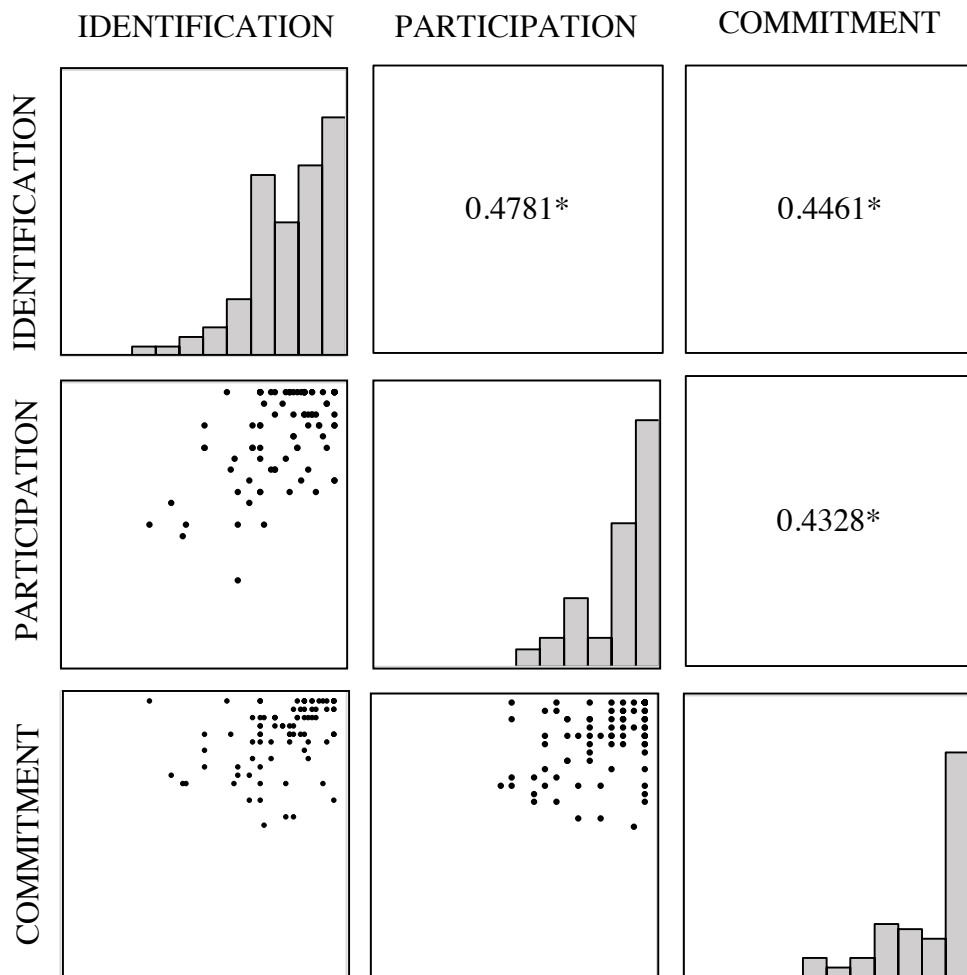 IDENTIFICATION PARTICIPATION COMMITMENT
IDENTIFICATION
0.4781* 0.4461*
PARTICIPATION
0.4328*
COMMITMENT